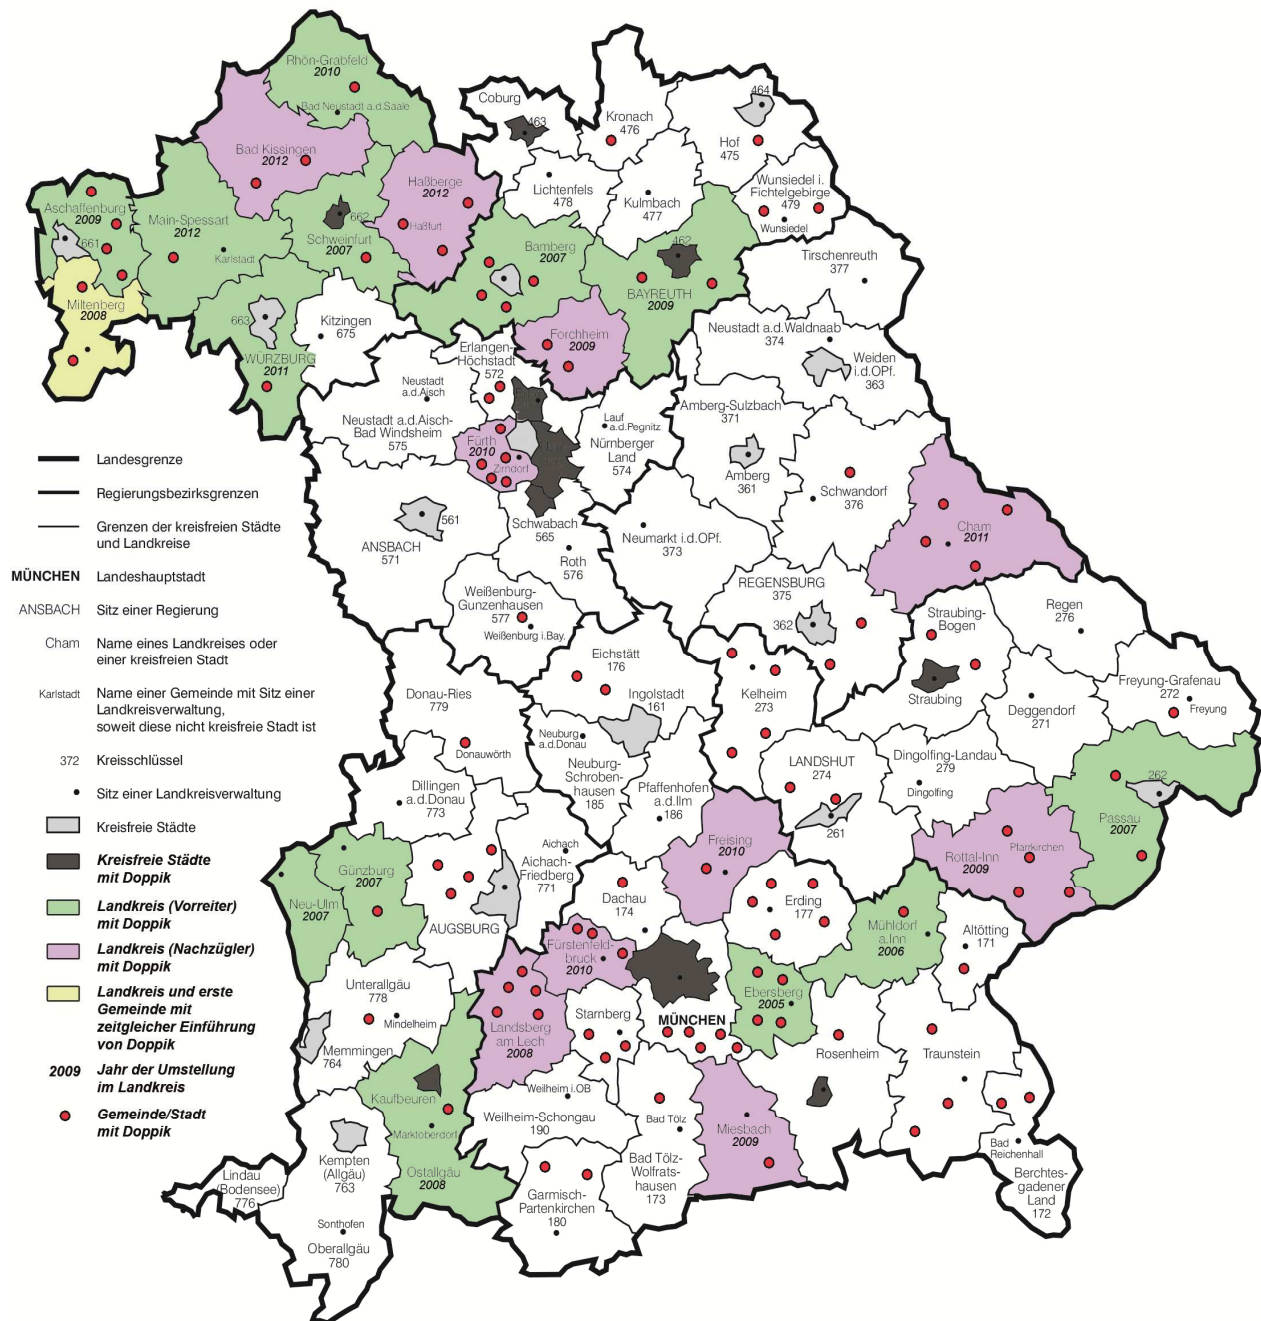 Rhön-Grabfeld
2010
Bad Neustadt a.d.Saale
Coburg
463
Kronach
476
464
Hof
475
Bad Kissingen
2012
Haßberge
2012
Haßfurt
Lichtenfels
478
Kulmbach
477
Wunsiedel i.
Fichtelgebirge
479
Wunsiedel
Aschaffenburg
2009
661
Main-Spessart
2012
Karlstadt
662
Schweinfurt
2007
Bamberg
2007
462
BAYREUTH
2009
Tirschenreuth
377
Miltenberg
2008
663
WÜRZBURG
2011
Kitzingen
675
Erlangen-
Höchstadt
572
Forchheim
2009
Neustadt a.d.Waldnaab
374
Weiden
i.d.OPf.
363
Neustadt
a.d.Aisch
Neustadt a.d.Aisch-
Bad Windsheim
575
Fürth
2010
Zirndorf
Lauf
a.d.Pegnitz
Nürnberger
Land
574
Amberg-Sulzbach
371
Amberg
361
Schwandorf
376
Cham
2011
561
ANSBACH
571
Schwabach
565
Roth
576
Neumarkt i.d.OPf.
373
Weißenburg-
Gunzenhausen
577
Weißenburg i.Bay.
REGENSBURG
375
362
Straubing-
Bogen
Straubing
Regen
276
Eichstätt
176
Ingolstadt
161
Kelheim
273
Deggendorf
271
Freyung-Grafenau
272
Freyung
Donau-Ries
779
Donauwörth
Neuburg
a.d.Donau
Neuburg-
Schroben-
hausen
185
Dillingen
a.d.Donau
773
Pfaffenhofen
a.d.Ilm
186
LANDSHUT
274
261
Dingolfing-Landau
279
Dingolfing
262
Passau
2007
Rottal-Inn
2009
Pfarrkirchen
Günzburg
2007
Neu-Ulm
2007
AUGSBURG
Aichach
Aichach-
Friedberg
771
Freising
2010
Dachau
174
Erding
177
Mühldorf
a.Inn
2006
Altötting
171
Fürstenfeld-
bruck
2010
Ebersberg
2005
MÜNCHEN
Unterallgäu
778
Mindelheim
Memmingen
764
Landsberg
am Lech
2008
Starnberg
Rosenheim
Traunstein
Kaufbeuren
Marktoberdorf
Ostallgäu
2008
Weilheim i.OB
Weilheim-Schongau
190
Bad Tölz
Bad Tölz-
Wolfrats-
hausen
173
Miesbach
2009
Bad
Reichenhall
Berchtes-
gadener
Land
172
Kempten
(Allgäu)
763
Lindau
(Bodensee)
776
Sonthofen
Oberallgäu
780
Garmisch-
Partenkirchen
180
Landesgrenze
Regierungsbezirksgrenzen
Grenzen der kreisfreien Städte
und Landkreise
MÜNCHEN Landeshauptstadt
ANSBACH Sitz einer Regierung
Cham Name eines Landkreises oder
einer kreisfreien Stadt
Karlstadt Name einer Gemeinde mit Sitz einer
Landkreisverwaltung,
soweit diese nicht kreisfreie Stadt ist
372 Kreisschlüssel
Sitz einer Landkreisverwaltung
Kreisfreie Städte
Kreisfreie Städte
mit Doppik
Landkreis (Vorreiter)
mit Doppik
Landkreis (Nachzügler)
mit Doppik
Landkreis und erste
Gemeinde mit
zeitgleicher Einführung
von Doppik
2009 Jahr der Umstellung
im Landkreis
Gemeinde/Stadt
mit Doppik